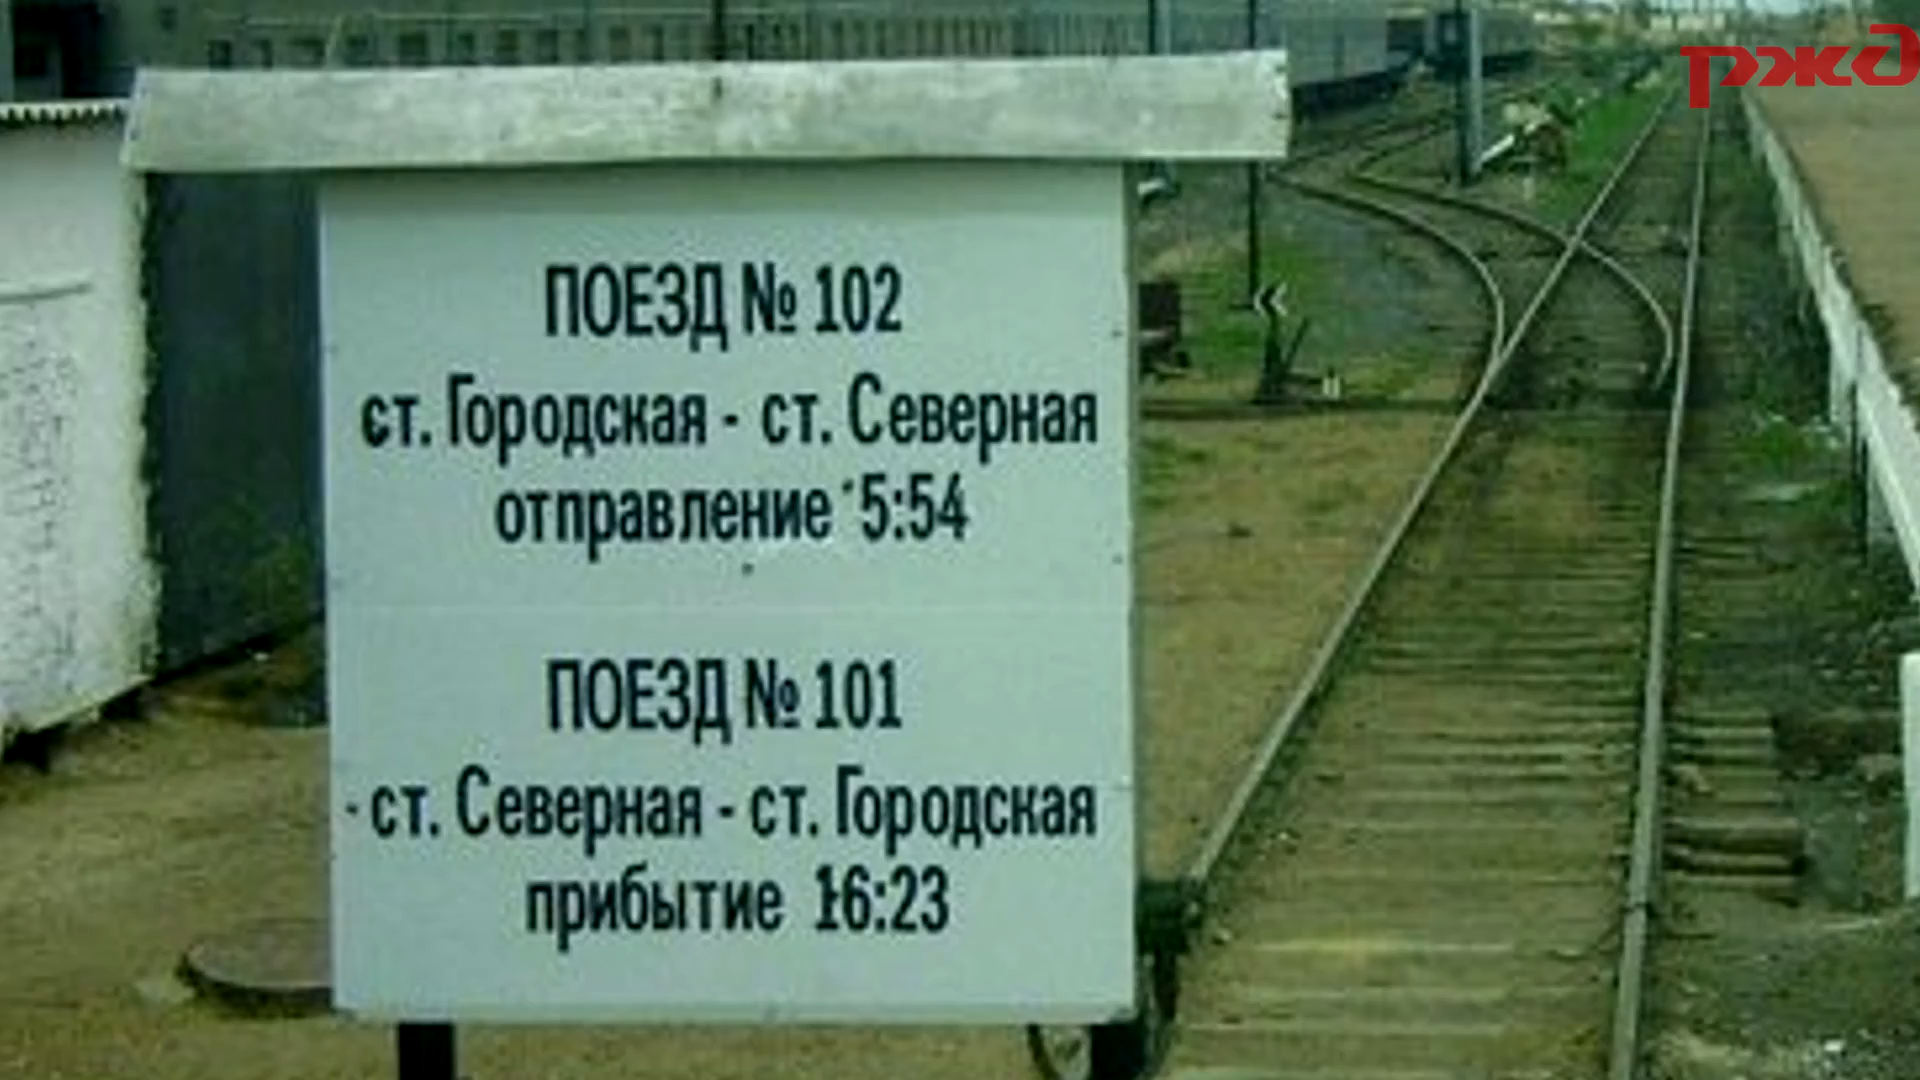 ржд
ПОЕЗД № 102
ст. Городская - ст. Северная
отправление 5:54
ПОЕЗД № 101
ст. Северная - ст. Городская
прибытие 16:23